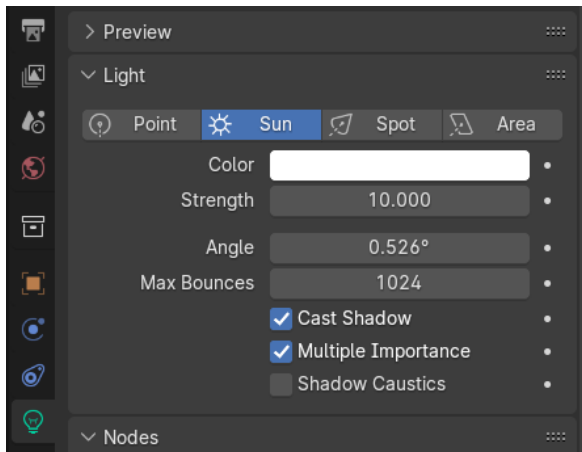 Preview
Light
Point Sun Spot Area
Color
Strength 10.000
Angle 0.526°
Max Bounces 1024
Cast Shadow
Multiple Importance
Shadow Caustics
Nodes